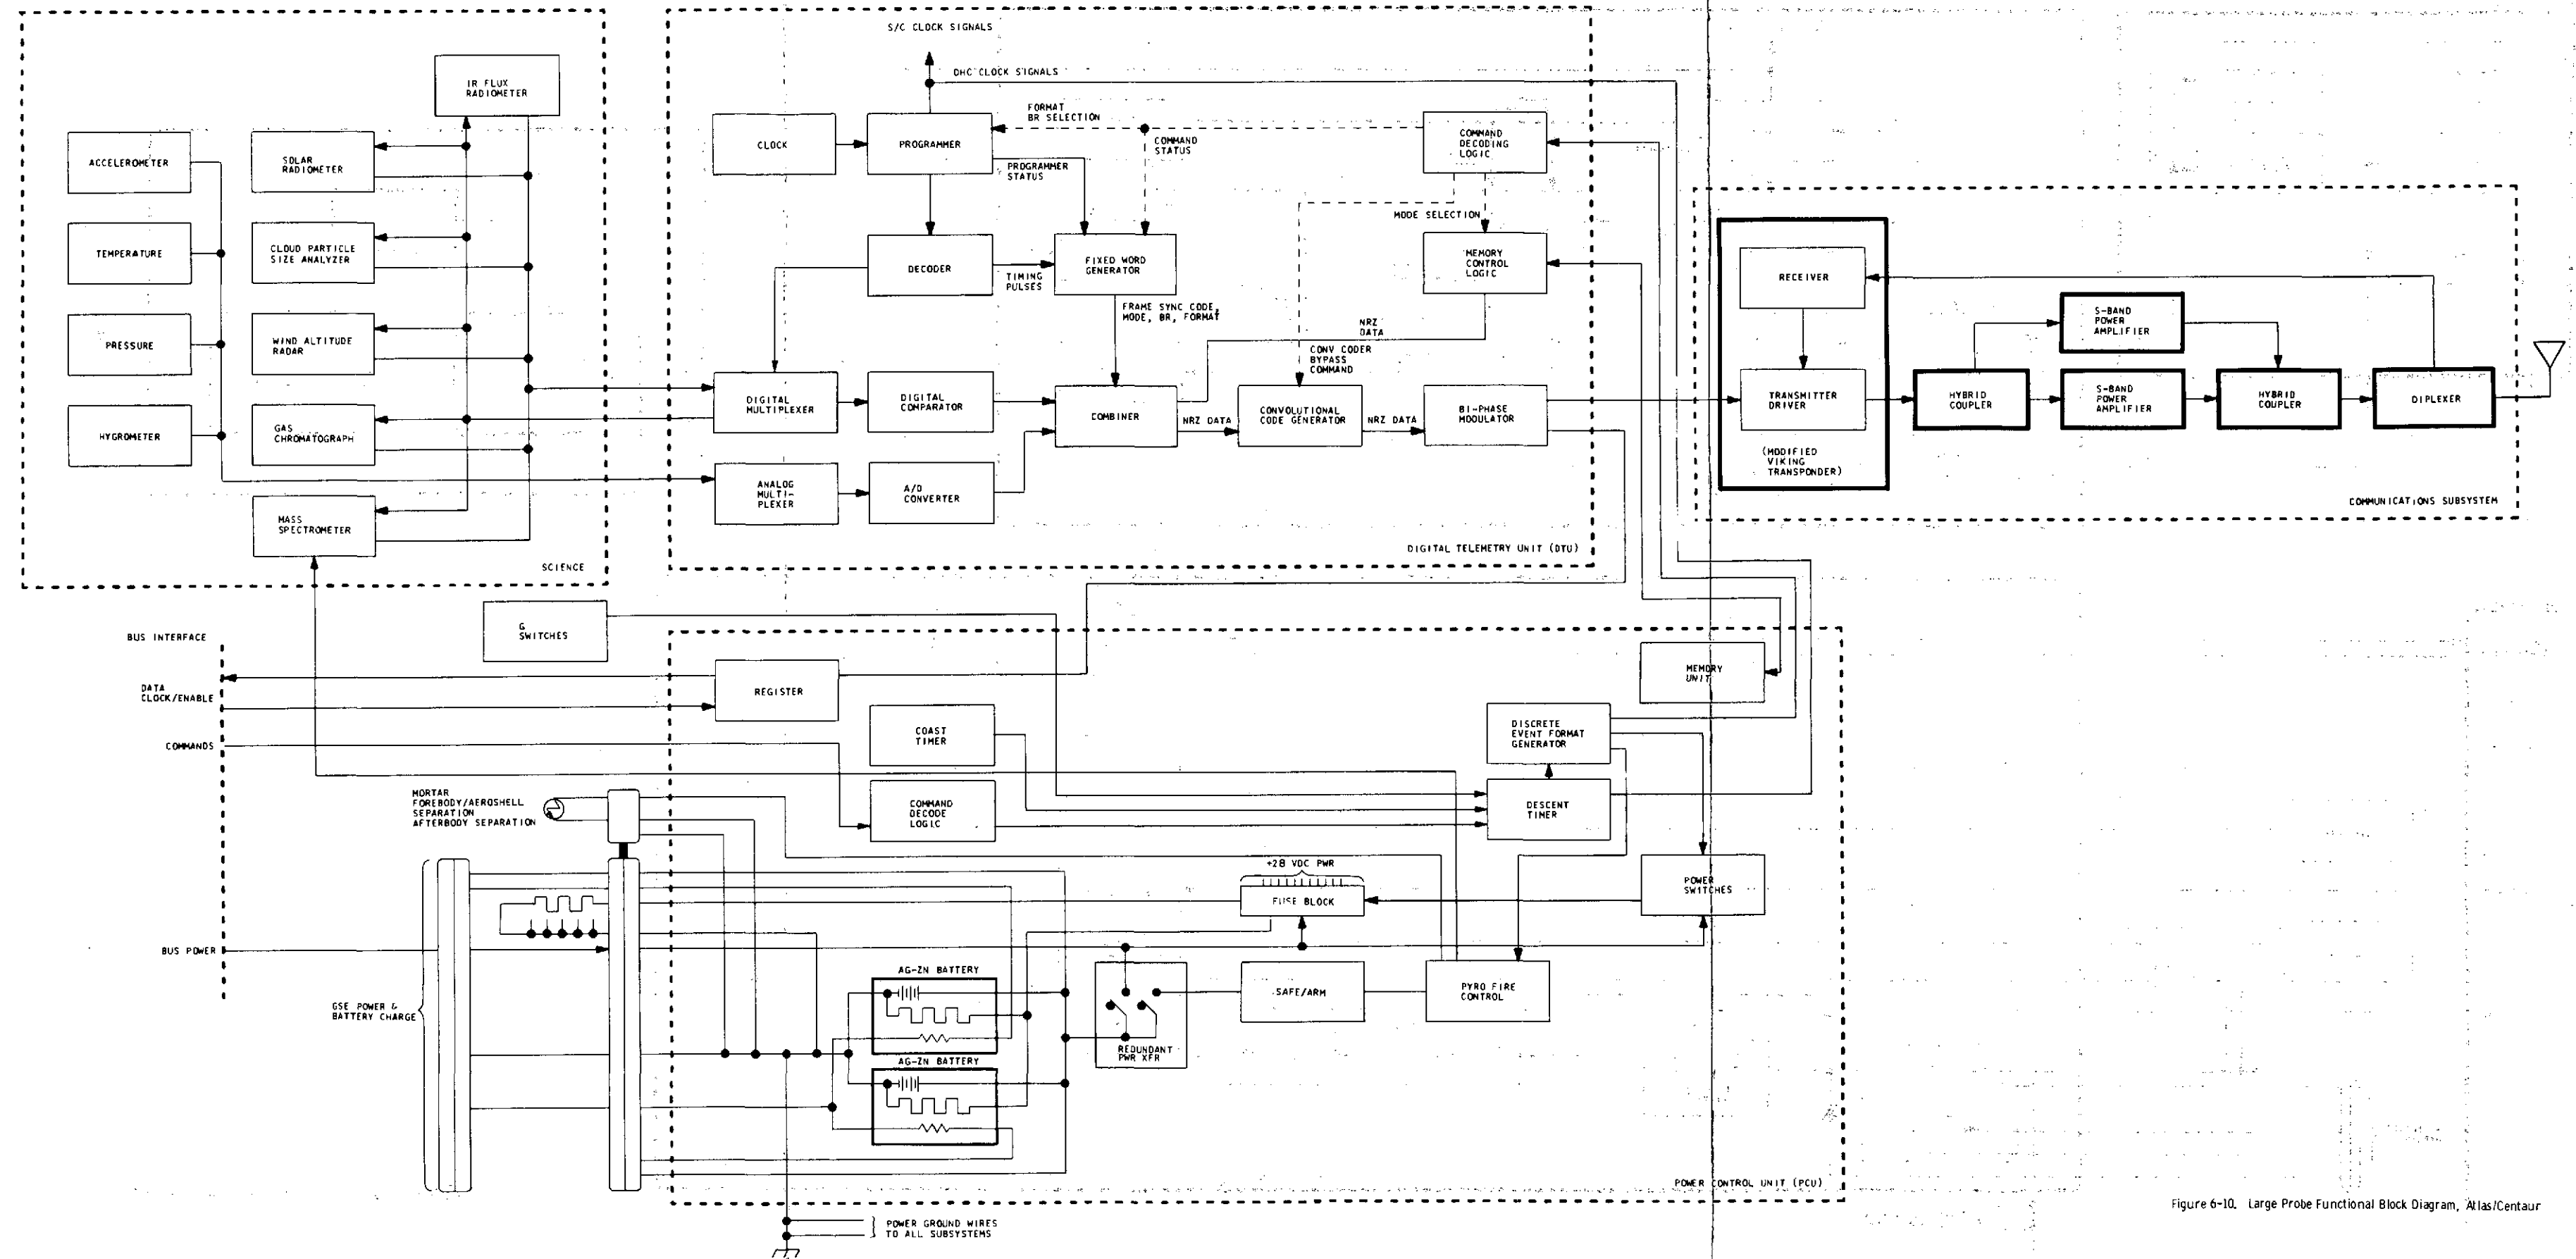 S/C CLOCK SIGNALS
DHC CLOCK SIGNALS
IR FLUX
RADIOMETER
ACCELEROMETER
SOLAR
RADIOMETER
TEMPERATURE
CLOUD PARTICLE
SIZE ANALYZER
PRESSURE
WIND ALTITUDE
RADAR
HYGROMETER
GAS
CHROMATOGRAPH
MASS
SPECTROMETER
SCIENCE
CLOCK
PROGRAMMER
FORMAT
BR SELECTION
COMMAND
STATUS
PROGRAMMER
STATUS
COMMAND
DECODING
LOGIC
MODE SELECTION
DECODER
TIMING
PULSES
FIXED WORD
GENERATOR
MEMORY
CONTROL
LOGIC
FRAME SYNC CODE,
MODE, BR, FORMAT
NRZ
DATA
CONV CODER
BYPASS
COMMAND
DIGITAL
MULTIPLEXER
DIGITAL
COMPARATOR
COMBINER
NRZ DATA
CONVOLUTIONAL
CODE GENERATOR
NRZ DATA
BI-PHASE
MODULATOR
ANALOG
MULTI-
PLEXER
A/D
CONVERTER
DIGITAL TELEMETRY UNIT (DTU)
RECEIVER
TRANSMITTER
DRIVER
(MODIFIED
VIKING
TRANSPONDER)
HYBRID
COUPLER
S-BAND
POWER
AMPLIFIER
S-BAND
POWER
AMPLIFIER
HYBRID
COUPLER
DIPLEXER
COMMUNICATIONS SUBSYSTEM
G
SWITCHES
BUS INTERFACE
DATA
CLOCK/ENABLE
COMMANDS
BUS POWER
REGISTER
COAST
TIMER
COMMAND
DECODE
LOGIC
MEMORY
UNIT
DISCRETE
EVENT FORMAT
GENERATOR
DESCENT
TIMER
POWER
SWITCHES
MORTAR
FOREBODY/AEROSHELL
SEPARATION
AFTERBODY SEPARATION
+28 VDC PWR
FUSE BLOCK
GSE POWER &
BATTERY CHARGE
AG-ZN BATTERY
AG-ZN BATTERY
REDUNDANT
PWR XFR
SAFE/ARM
PYRO FIRE
CONTROL
POWER CONTROL UNIT (PCU)
POWER GROUND WIRES
TO ALL SUBSYSTEMS
Figure 6-10. Large Probe Functional Block Diagram, Atlas/Centaur